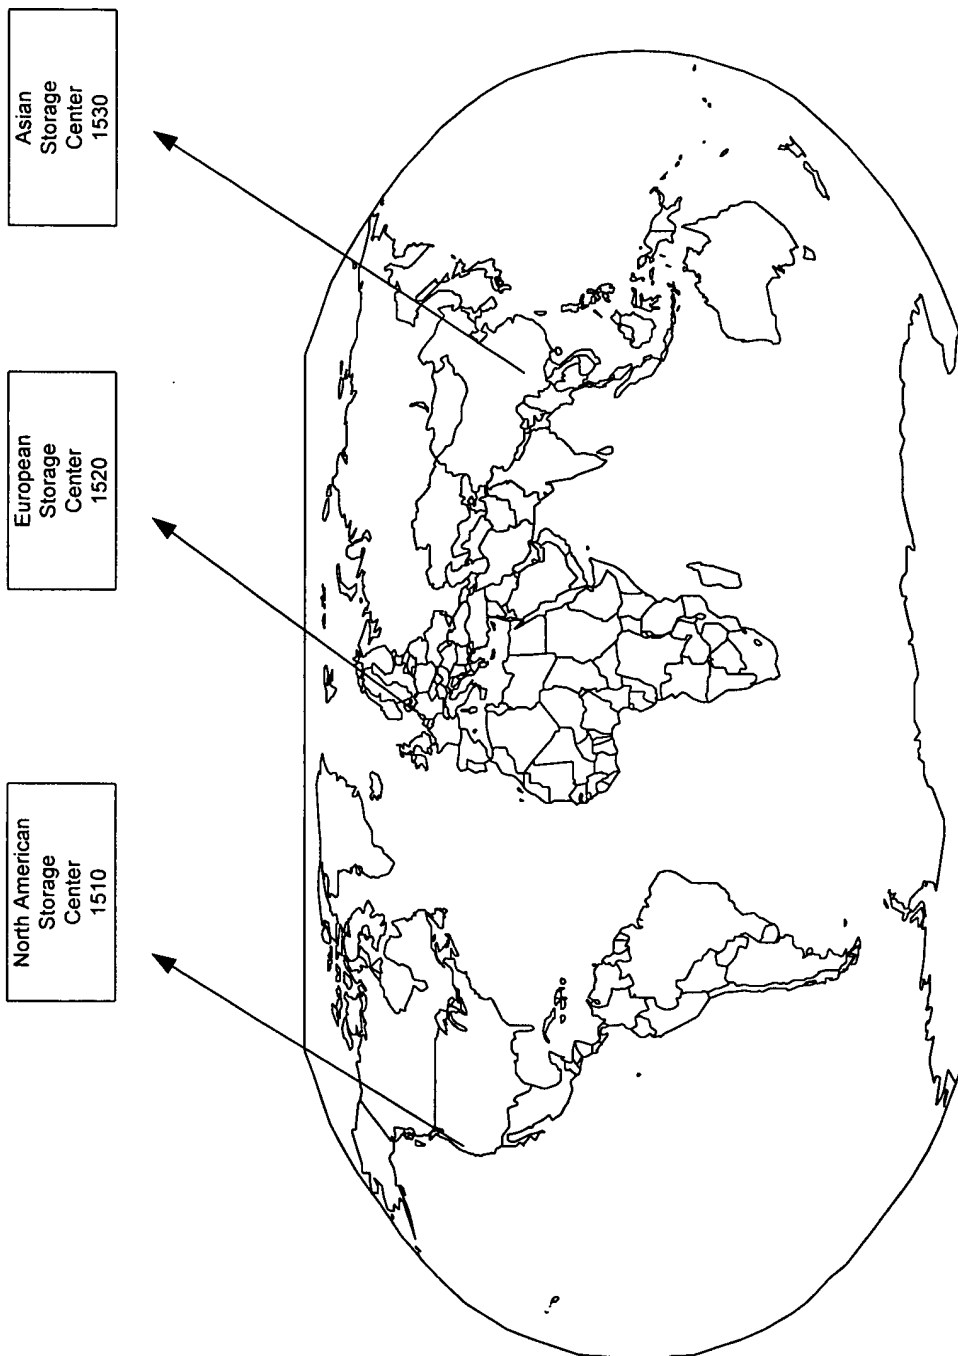 North American
Storage
Center
1510
European
Storage
Center
1520
Asian
Storage
Center
1530